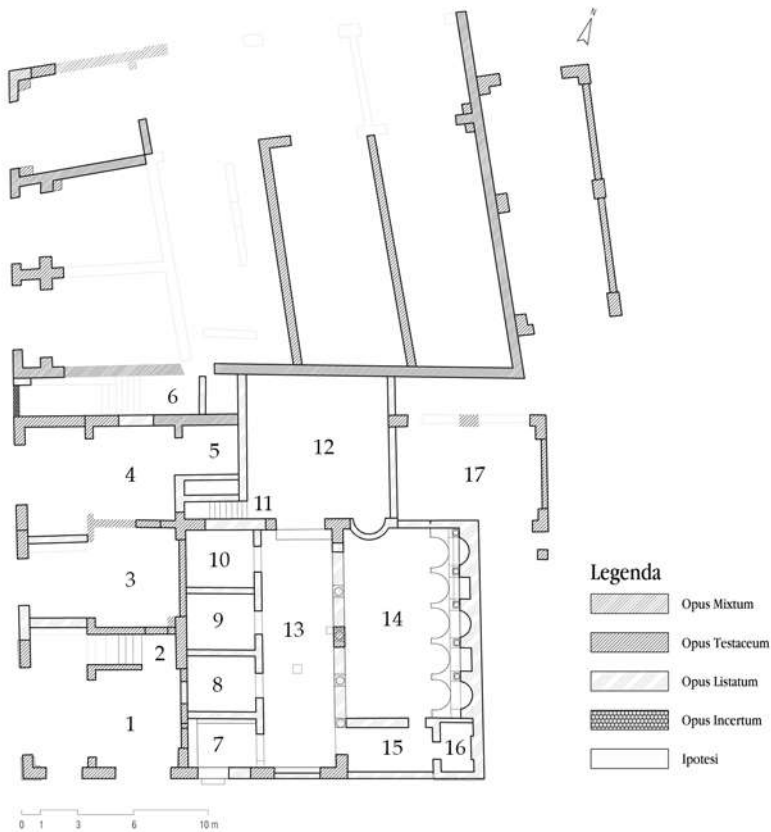 N
6
5
12
17
4
11
10
3
9
13
14
2
8
1
7
15
16
Legenda
Opus Mixtum
Opus Testaceum
Opus Listatum
Opus Incertum
Ipotesi
0 1 3 6 10 m